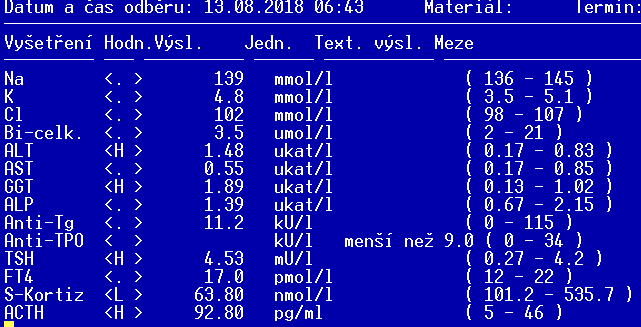 Datum a čas odběru: 13.08.2018 06:43 Materiál: Termín:
Vyšetření Hodn.Výsl. Jedn. Text. výsl. Meze
Na <. > 139 mmol/l ( 136 - 145 )
K <. > 4.8 mmol/l ( 3.5 - 5.1 )
Cl <. > 102 mmol/l ( 98 - 107 )
Bi-celk. <. > 3.5 umol/l ( 2 - 21 )
ALT <H > 1.48 ukat/l ( 0.17 - 0.83 )
AST <. > 0.55 ukat/l ( 0.17 - 0.85 )
GGT <H > 1.89 ukat/l ( 0.13 - 1.02 )
ALP <. > 1.39 ukat/l ( 0.67 - 2.15 )
Anti-Tg <. > 11.2 kU/l ( 0 - 115 )
Anti-TPO < > kU/l menší než 9.0 ( 0 - 34 )
TSH <H > 4.53 mU/l ( 0.27 - 4.2 )
FT4 <. > 17.0 pmol/l ( 12 - 22 )
S-Kortiz <L > 63.80 nmol/l ( 101.2 - 535.7 )
ACTH <H > 92.80 pg/ml ( 5 - 46 )